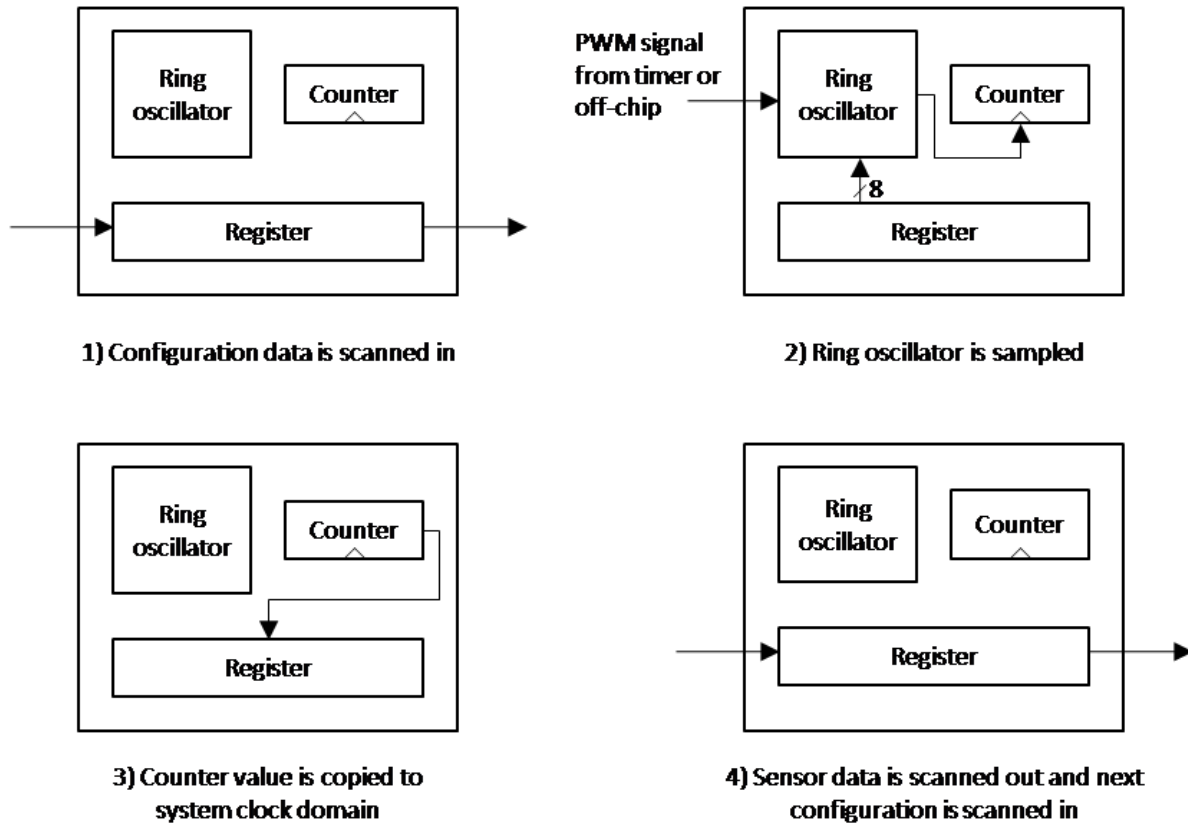 Ring
oscillator
Counter
Register
1) Configuration data is scanned in
PWM signal
from timer or
off-chip
Ring
oscillator
Counter
8
Register
2) Ring oscillator is sampled
Ring
oscillator
Counter
Register
3) Counter value is copied to
system clock domain
Ring
oscillator
Counter
Register
4) Sensor data is scanned out and next
configuration is scanned in